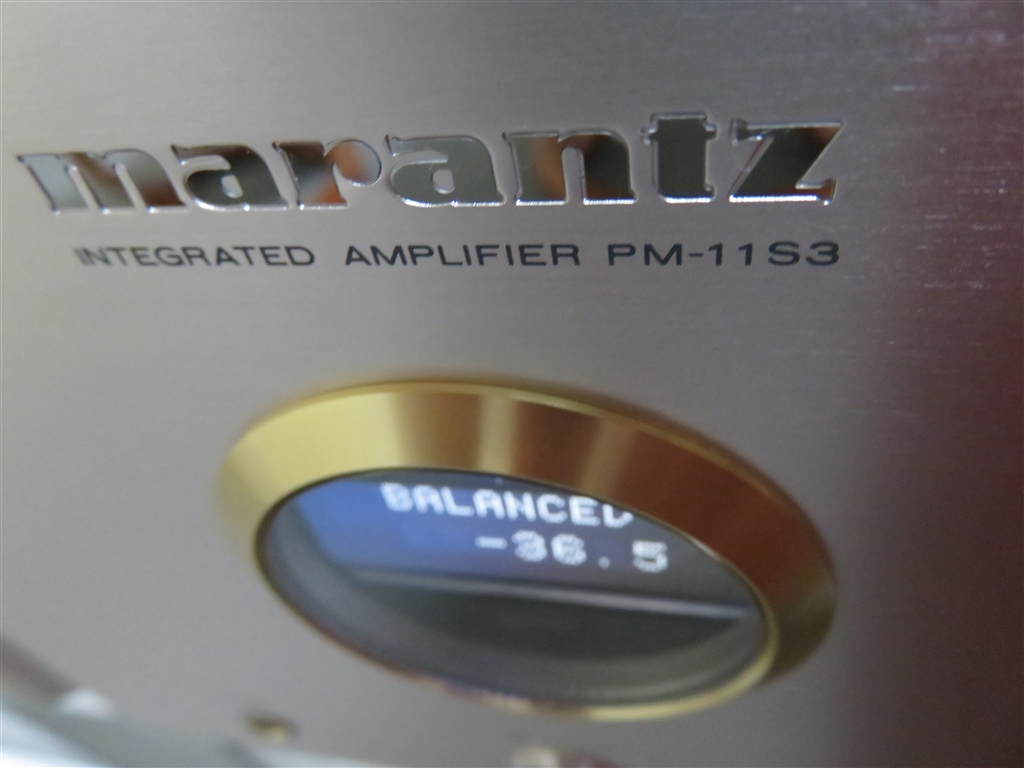 marantz
INTEGRATED AMPLIFIER PM-11S3
BALANCED
-36.5